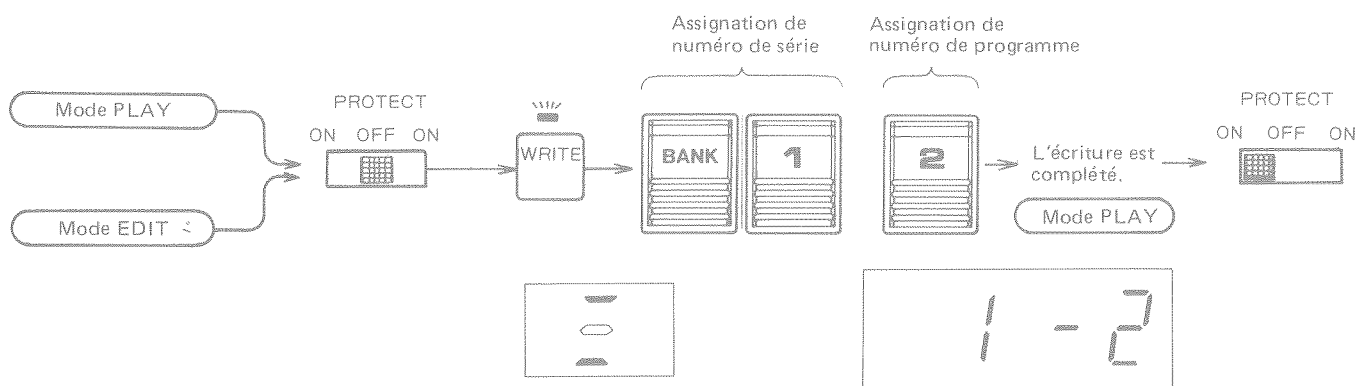 Assignation de
numéro de série
Assignation de
numéro de programme
Mode PLAY
Mode EDIT
PROTECT
ON OFF ON
WRITE
BANK
1
2
L'écriture est
complété.
Mode PLAY
PROTECT
ON OFF ON
1 - 2